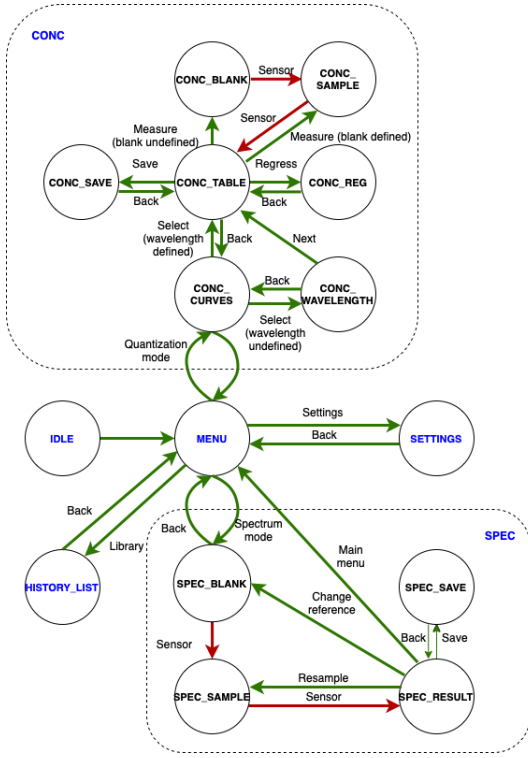 CONC
CONC_BLANK
Sensor
CONC_
SAMPLE
Sensor
Measure
(blank undefined)
Measure (blank defined)
CONC_SAVE
Save
Back
CONC_TABLE
Regress
Back
CONC_REG
Select
(wavelength
defined)
Back
Next
CONC_
CURVES
Back
CONC_
WAVELENGTH
Select
(wavelength
undefined)
Quantization
mode
IDLE
MENU
Settings
Back
SETTINGS
Back
Library
HISTORY_LIST
Back
Spectrum
mode
SPEC
Main
menu
SPEC_BLANK
Change
reference
SPEC_SAVE
Sensor
Back
Save
SPEC_SAMPLE
Resample
Sensor
SPEC_RESULT